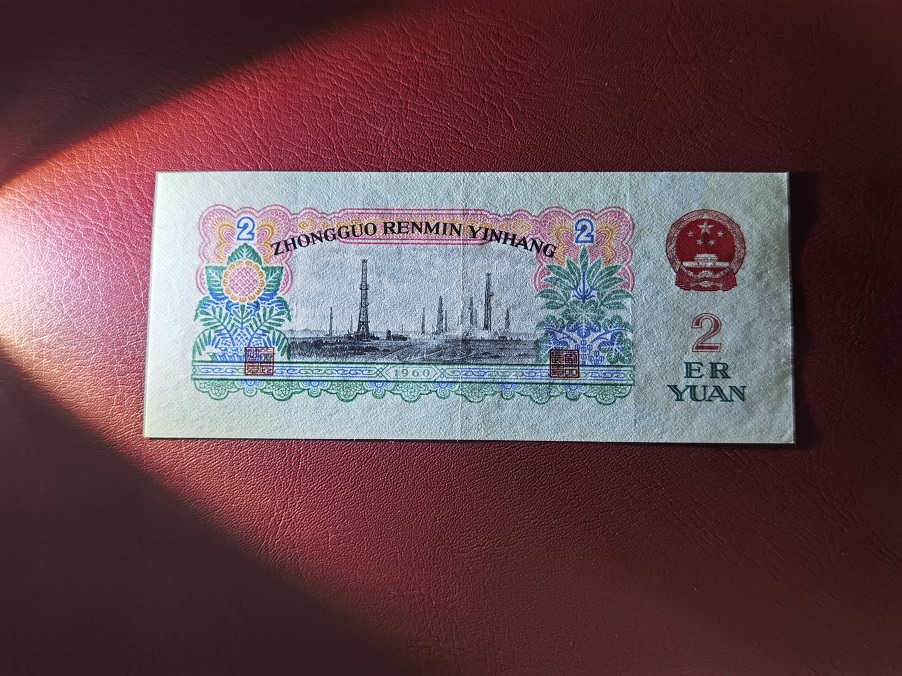 2 2
ZHONGGUO RENMIN YINHANG
1960
2
ER
YUAN